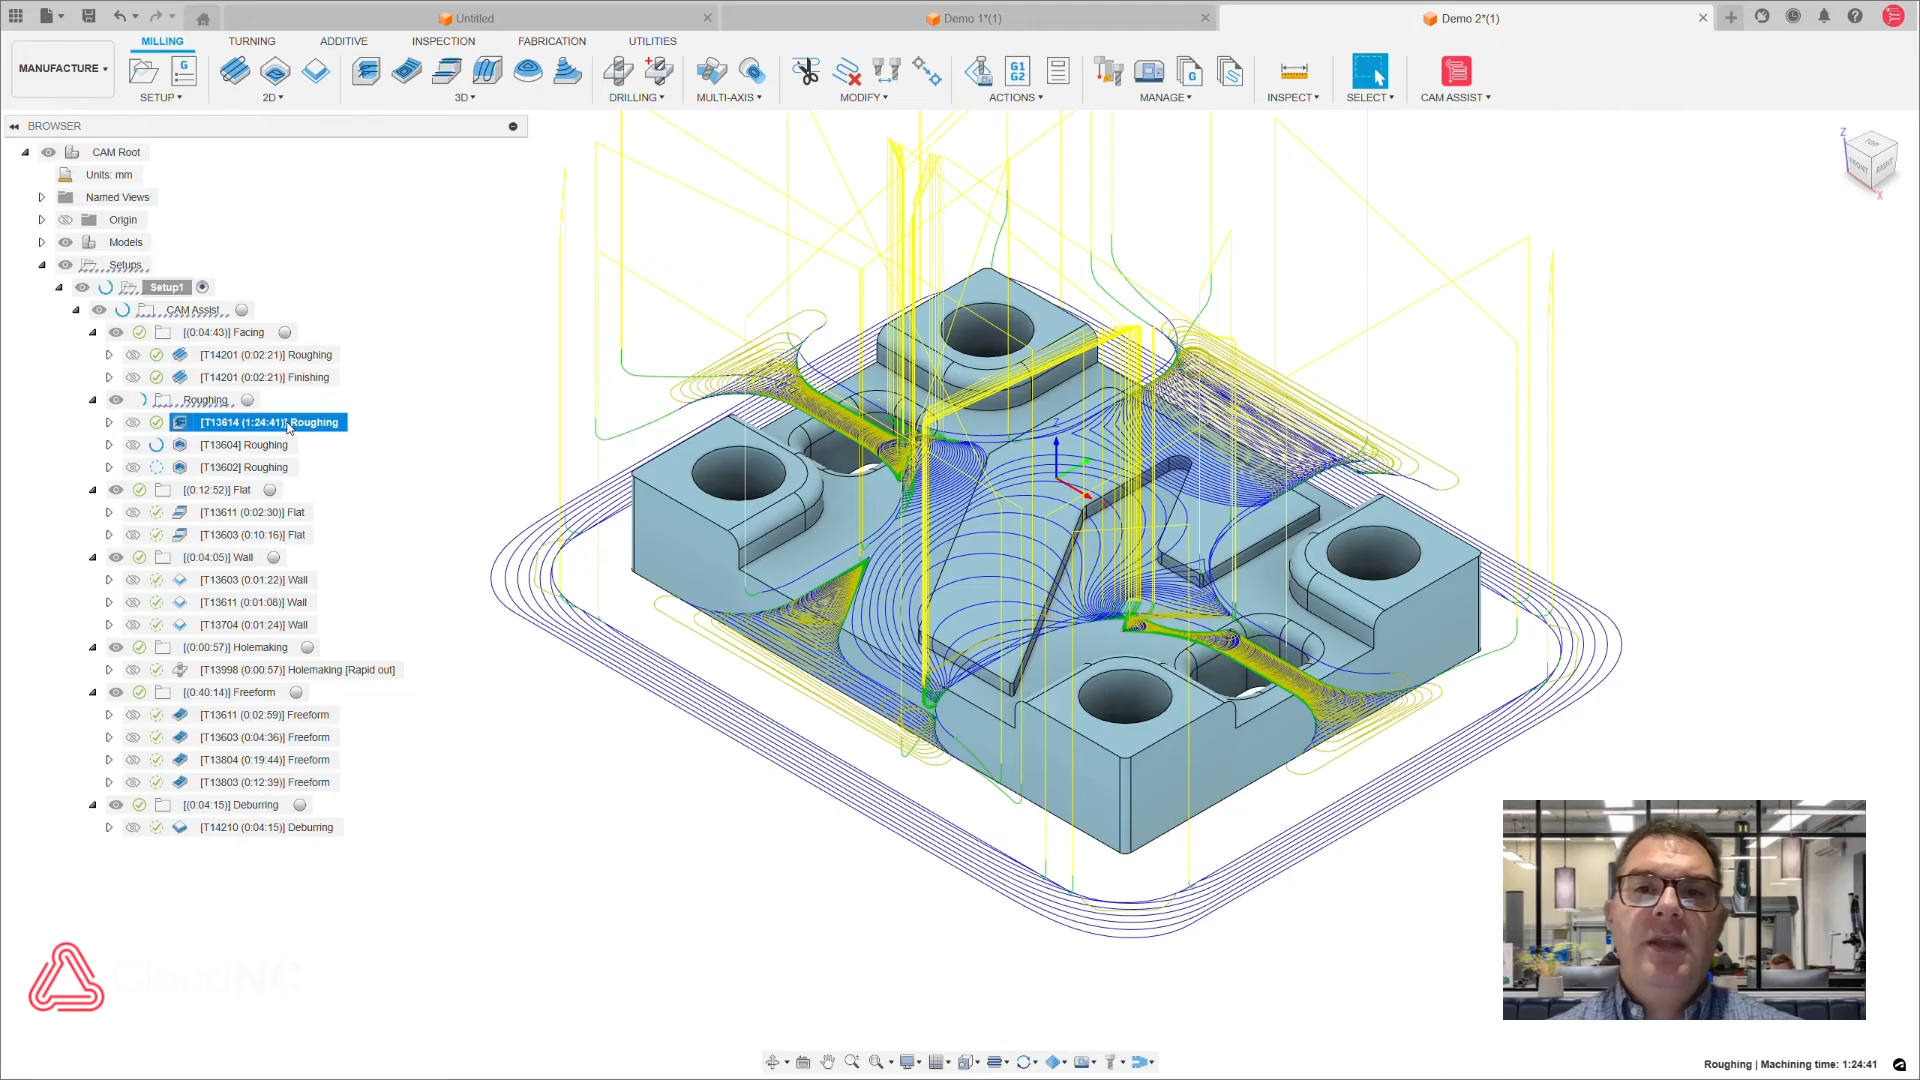 Untitled
Demo 1*(1)
Demo 2*(1)
MANUFACTURE
MILLING
TURNING
ADDITIVE
INSPECTION
FABRICATION
UTILITIES
G
G1
G2
G
SETUP
2D
3D
DRILLING
MULTI-AXIS
MODIFY
ACTIONS
MANAGE
INSPECT
SELECT
CAM ASSIST
BROWSER
CAM Root
Units: mm
Named Views
Origin
Models
Setups
Setup1
CAM Assist
[(0:04:43)] Facing
[T14201 (0:02:21)] Roughing
[T14201 (0:02:21)] Finishing
Roughing
[T13614 (1:24:41)] Roughing
[T13604] Roughing
[T13602] Roughing
[(0:12:52)] Flat
[T13611 (0:02:30)] Flat
[T13603 (0:10:16)] Flat
[(0:04:05)] Wall
[T13603 (0:01:22)] Wall
[T13611 (0:01:08)] Wall
[T13704 (0:01:24)] Wall
[(0:00:57)] Holemaking
[T13998 (0:00:57)] Holemaking [Rapid out]
[(0:40:14)] Freeform
[T13611 (0:02:59)] Freeform
[T13603 (0:04:36)] Freeform
[T13804 (0:19:44)] Freeform
[T13803 (0:12:39)] Freeform
[(0:04:15)] Deburring
[T14210 (0:04:15)] Deburring
Z
Z
TOP
FRONT
RIGHT
X
Roughing | Machining time: 1:24:41